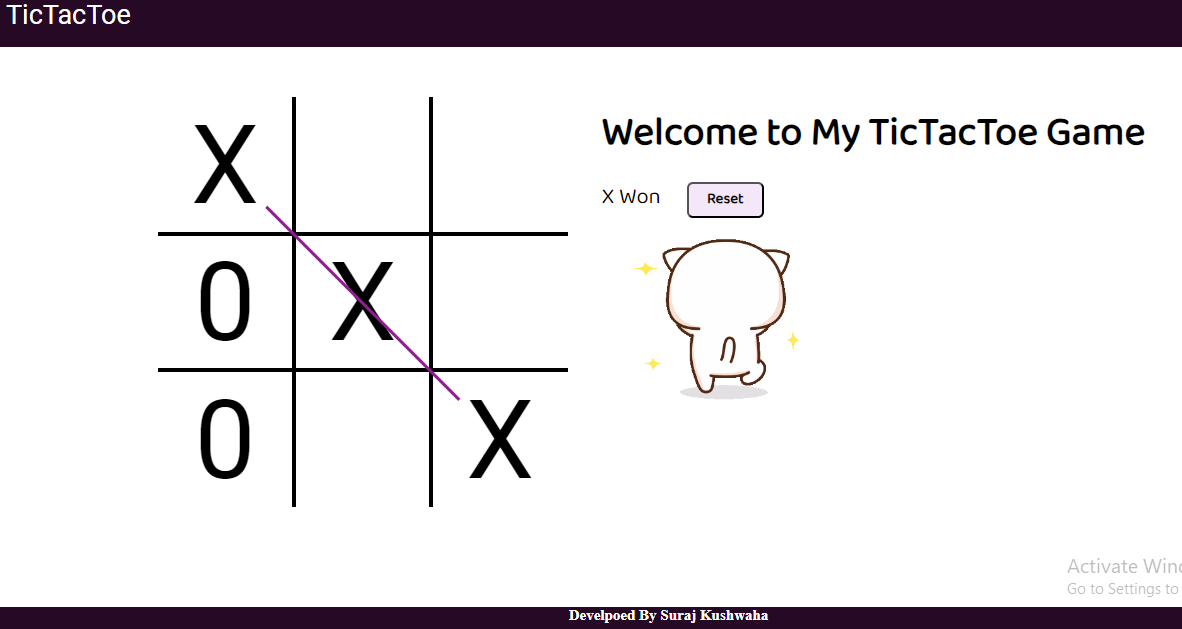 TicTacToe
X
0 X
0 X
Welcome to My TicTacToe Game
X Won Reset
Activate Wind
Go to Settings to
Develpoed By Suraj Kushwaha